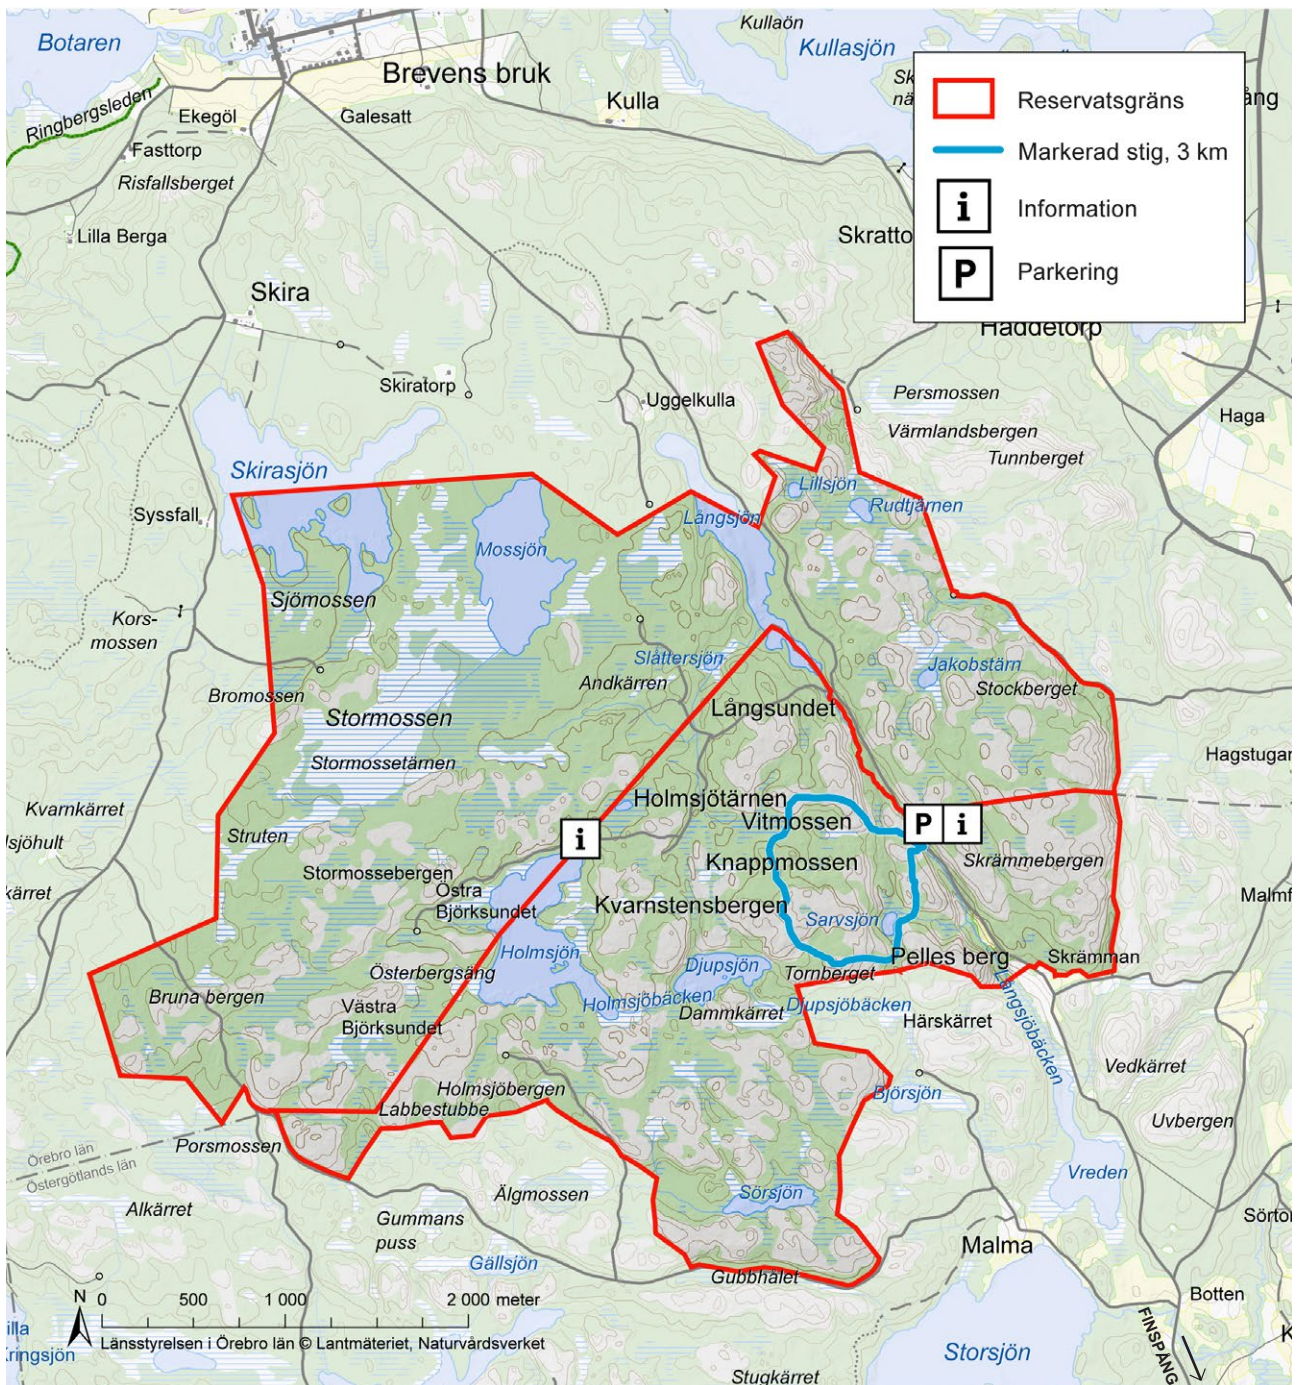 Kullaön
Botaren
Kullasjön
Brevens bruk
Kulla
Ringbergsleden
Ekegöl
Galesatt
Fasttorp
Risfallsberget
Lilla Berga
Reservatsgräns
Markerad stig, 3 km
i
Information
P
Parkering
Skira
Haddetorp
Skiratorp
Uggelkulla
Persmossen
Haga
Värmlandsbergen
Tunnberget
Skirasjön
Lillsjön
Rudtjärnen
Syssfall
Långsjön
Mossjön
Sjömossen
Kors-
mossen
Slåttersjön
Jakobstärn
Andkärren
Stockberget
Bromossen
Stormossen
Långsundet
Stormossetärnen
Hagstugan
Kvarnkärret
Holmsjötärnen
Vitmossen
P i
i
Struten
Knappmossen
Skrämmebergen
Stormossebergen
Östra
Björksundet
Kvarnstensbergen
Sarvsjön
Holmsjön
Pelles berg
Skrämman
Österbergsäng
Djupsjön
Tornberget
Bruna bergen
Holmsjöbäcken
Djupsjöbäcken
Västra
Björksundet
Dammkärret
Härskärret
Långsjöbäcken
Vedkärret
Holmsjöbergen
Björsjön
Labbestubbe
Uvbergen
Porsmossen
Örebro län
Östergötlands län
Vreden
Älgmossen
Sörsjön
Alkärret
Gummans
puss
Malma
Gällsjön
Gubbhålet
Botten
N
0 500 1 000 2 000 meter
FINSPÅNG
Länsstyrelsen i Örebro län © Lantmäteriet, Naturvårdsverket
Storsjön
Stugkärret